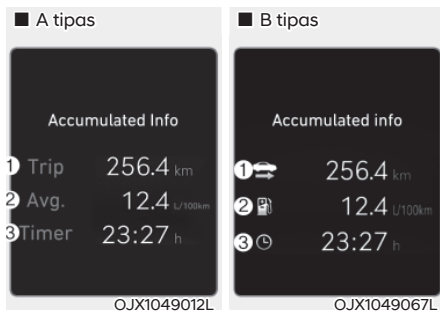 ■ A tipas
Accumulated Info
1 Trip 256.4 km
2 Avg. 12.4 L/100km
3 Timer 23:27 h
OJX1049012L
■ B tipas
Accumulated info
1 256.4 km
2 12.4 L/100km
3 23:27 h
OJX1049067L